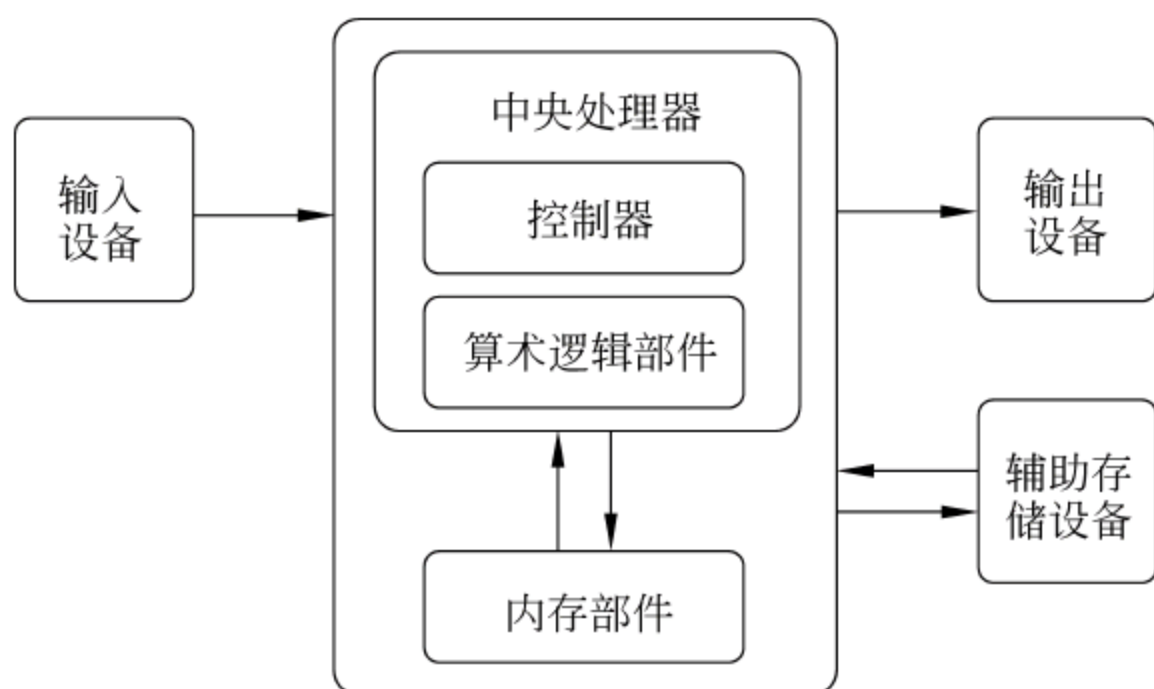 中央处理器
输入
设备
控制器
输出
设备
算术逻辑部件
辅助存
储设备
内存部件